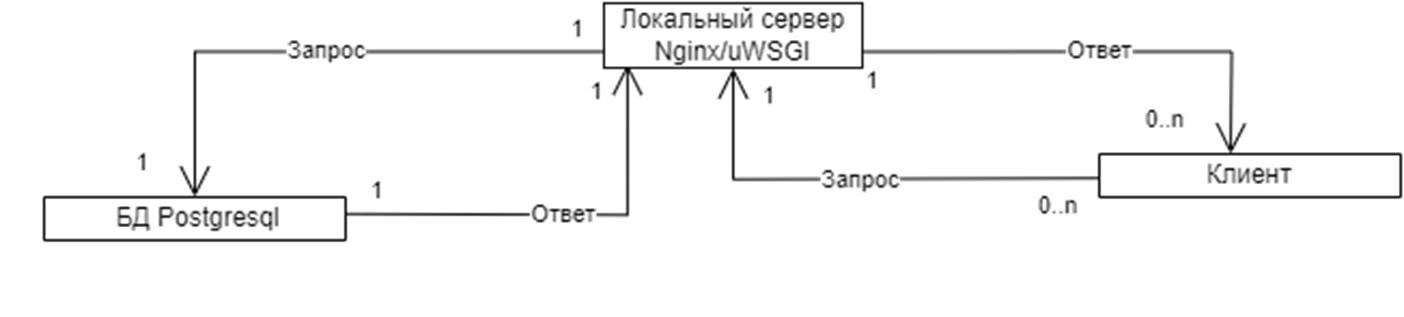 Локальный сервер
Nginx/uWSGI
1
Запрос
Ответ
1
1
1
0..n
1
Клиент
Запрос
1
0..n
БД Postgresql
Ответ